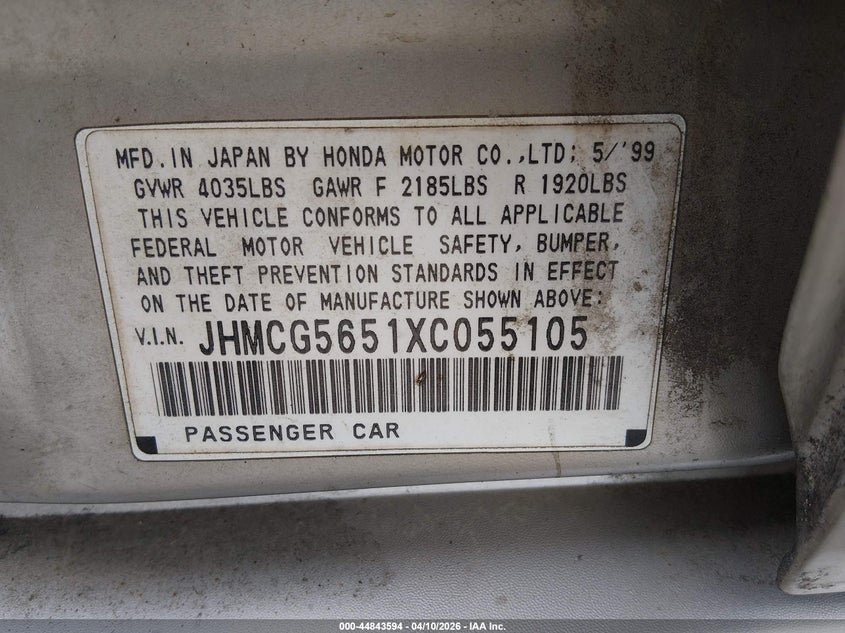 MFD. IN JAPAN BY HONDA MOTOR CO.,LTD; 5/'99
GVWR 4035LBS GAWR F 2185LBS R 1920LBS
THIS VEHICLE CONFORMS TO ALL APPLICABLE
FEDERAL MOTOR VEHICLE SAFETY, BUMPER,
AND THEFT PREVENTION STANDARDS IN EFFECT
ON THE DATE OF MANUFACTURE SHOWN ABOVE:
V.I.N. JHMCG5651XC055105
PASSENGER CAR
000-44843594 - 04/10/2026 - IAA Inc.